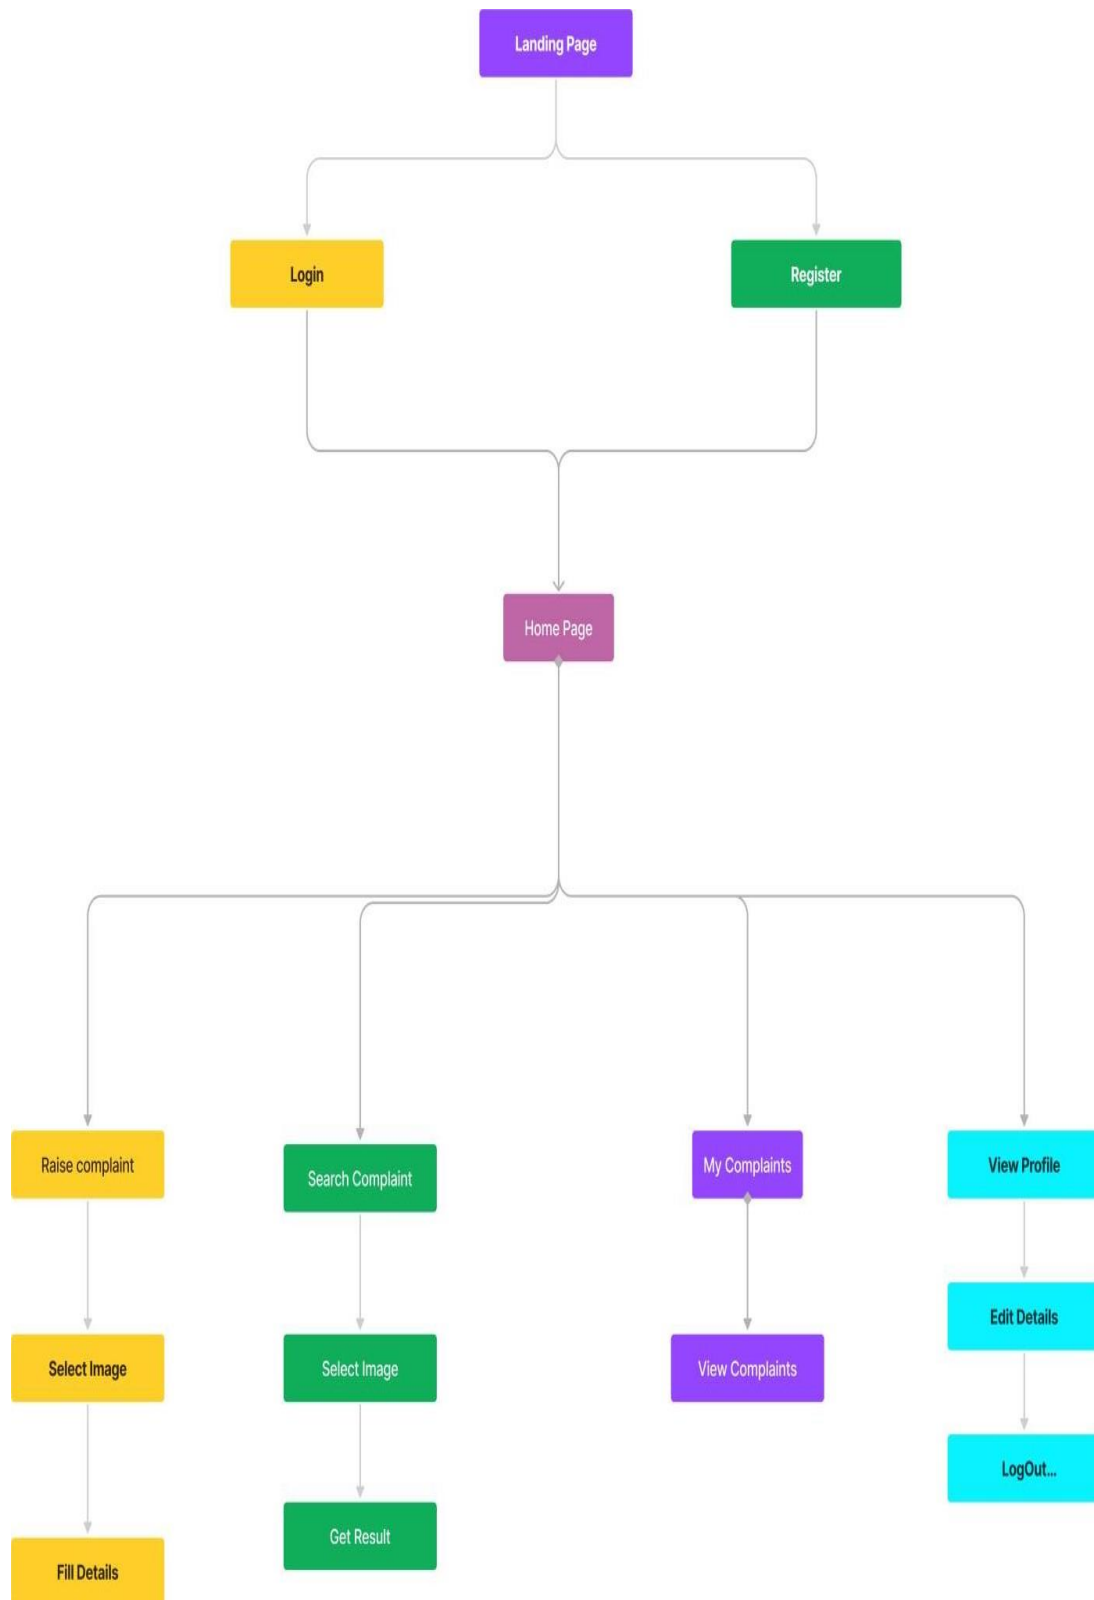 Landing Page
Login
Register
Home Page
Raise complaint
Search Complaint
My Complaints
View Profile
Select Image
Select Image
View Complaints
Edit Details
LogOut...
Get Result
Fill Details